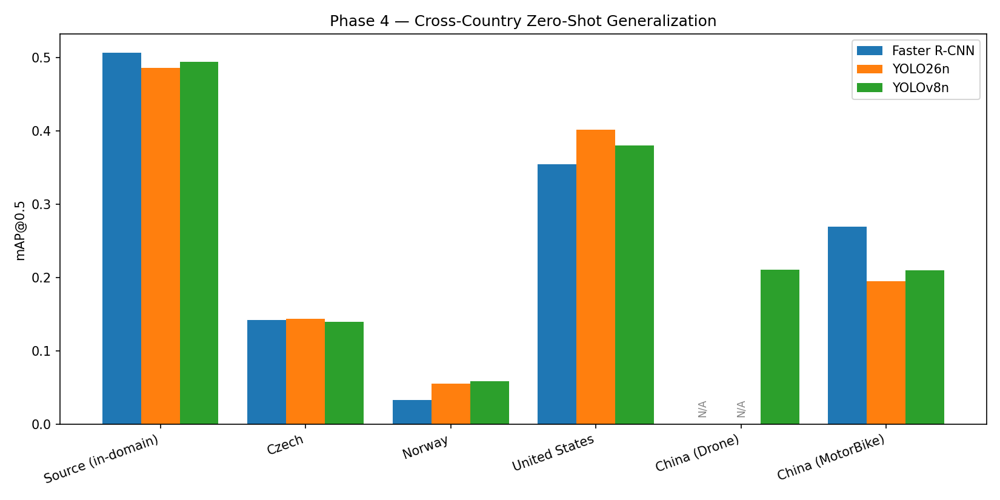 Phase 4 — Cross-Country Zero-Shot Generalization
Faster R-CNN
YOLO26n
YOLOv8n
mAP@0.5
0.5
0.4
0.3
0.2
0.1
0.0
N/A
N/A
Source (in-domain)
Czech
Norway
United States
China (Drone)
China (MotorBike)